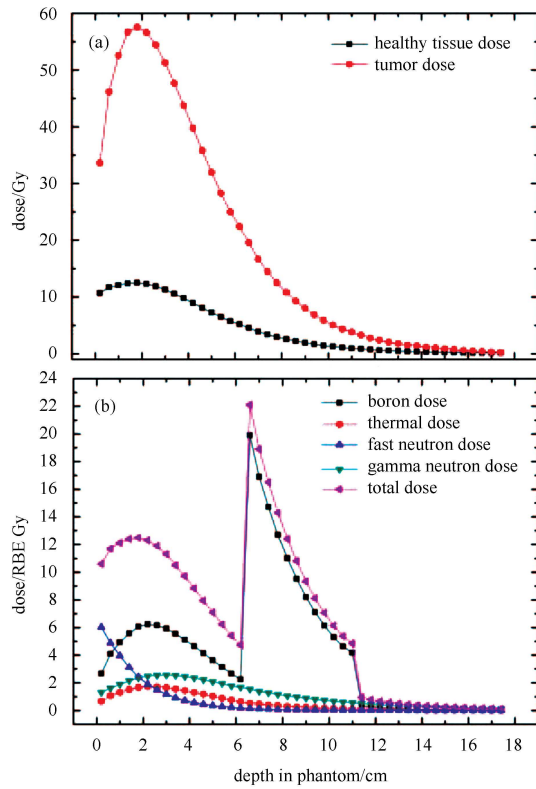 (a)
healthy tissue dose
tumor dose
60
50
40
30
20
10
0
dose/Gy
(b)
boron dose
thermal dose
fast neutron dose
gamma neutron dose
total dose
24
22
20
18
16
14
12
10
8
6
4
2
0
dose/RBE Gy
0 2 4 6 8 10 12 14 16 18
depth in phantom/cm